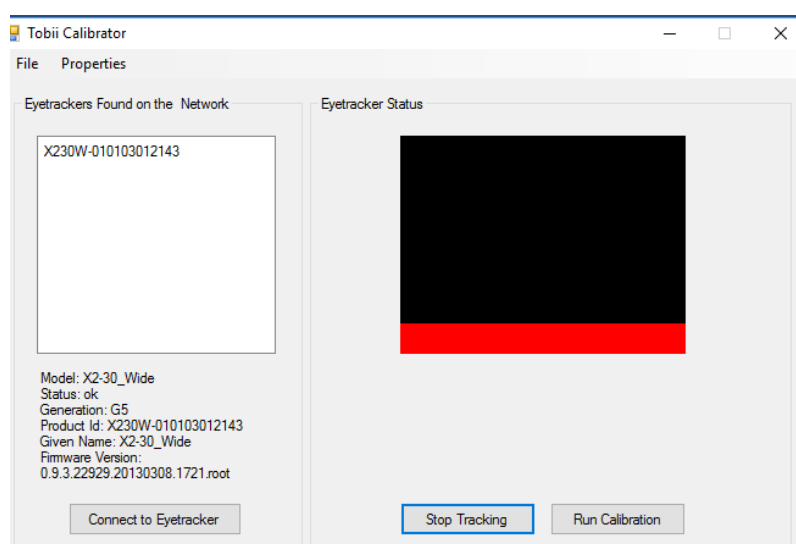 Tobii Calibrator
File Properties
Eyetrackers Found on the Network
X230W-010103012143
Model: X2-30_Wide
Status: ok
Generation: G5
Product Id: X230W-010103012143
Given Name: X2-30_Wide
Firmware Version:
0.9.3.22929.20130308.1721.root
Connect to Eyetracker
Eyetracker Status
Stop Tracking
Run Calibration